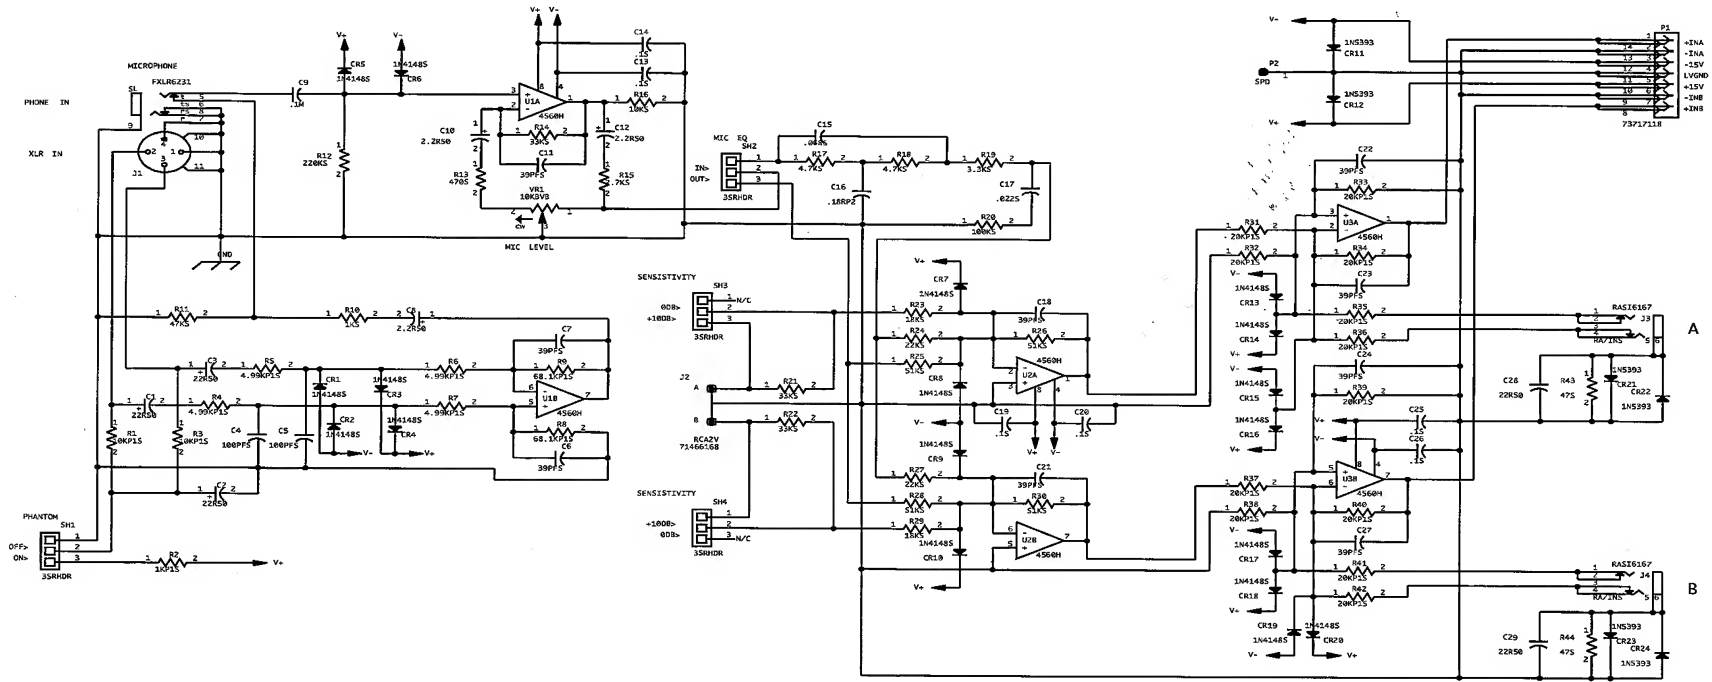 MICROPHONE
FXLR6231
PHONE IN
XLR IN
SL
J1
GND
C9
.1M
V+
CR5
1N4148S
V-
CR6
R12
220KS
V+ V-
U1A
4560H
C14
.1S
C13
.1S
R16
10KS
C10
2.2R50
R14
33KS
C11
39PFS
C12
2.2R50
R13
470S
R15
VR1
10KBVB
CW
MIC LEVEL
MIC EQ
SH2
IN>
OUT>
3SRHDR
C15
R17
4.7KS
R18
4.7KS
R19
3.3KS
C16
.18RP2
C17
.022S
R20
100KS
R11
47KS
R10
1KS
2.2R50
C7
39PFS
C3
22R50
R5
4.99KP1S
R6
4.99KP1S
R9
68.1KP1S
C1
22R50
R4
4.99KP1S
CR1
1N4148S
1N4148S
CR3
CR2
1N4148S
1N4148S
CR4
V-
V+
R7
4.99KP1S
U1B
4560H
R8
68.1KP1S
C6
39PFS
R1
R3
C4
100PFS
C5
100PFS
C2
22R50
PHANTOM
SH1
OFF>
ON>
3SRHDR
R2
1KP1S
V+
SENSISTIVITY
SH3
N/C
0DB>
+10DB>
3SRHDR
J2
A
B
RCA2V
71466168
R21
33KS
R22
33KS
SENSISTIVITY
SH4
+10DB>
0DB>
N/C
3SRHDR
V+
CR7
1N4148S
R23
18KS
R24
22KS
R25
51KS
CR8
1N4148S
C18
39PFS
R26
51KS
4560H
U2A
C19
.1S
C20
.1S
V-
V+ V-
1N4148S
CR9
R27
22KS
R28
51KS
R29
18KS
1N4148S
CR10
V+
C21
39PFS
R30
51KS
U2B
4560H
V-
1N5393
CR11
P2
SPD
1N5393
CR12
V+
P1
+INA
-INA
-15V
LVGND
+15V
-INB
+INB
73717118
C22
39PFS
R33
20KP1S
U3A
4560H
R31
20KP1S
R32
20KP1S
R34
20KP1S
C23
39PFS
V-
1N4148S
CR13
1N4148S
CR14
V+
R35
20KP1S
R36
20KP1S
C24
39PFS
V-
1N4148S
CR15
1N4148S
CR16
V+
R39
20KP1S
C25
.1S
C26
.1S
V+
V-
U3B
4560H
R37
20KP1S
R38
20KP1S
R40
20KP1S
C27
39PFS
V-
1N4148S
CR17
1N4148S
CR18
V+
R41
20KP1S
R42
20KP1S
CR19
1N4148S
1N4148S
CR20
V-
V+
RASI6167
J3
RA/INS
A
C28
22R50
R43
47S
1N5393
CR21
CR22
1N5393
RASI6167
J4
RA/INS
B
C29
22R50
R44
47S
1N5393
CR23
CR24
1N5393